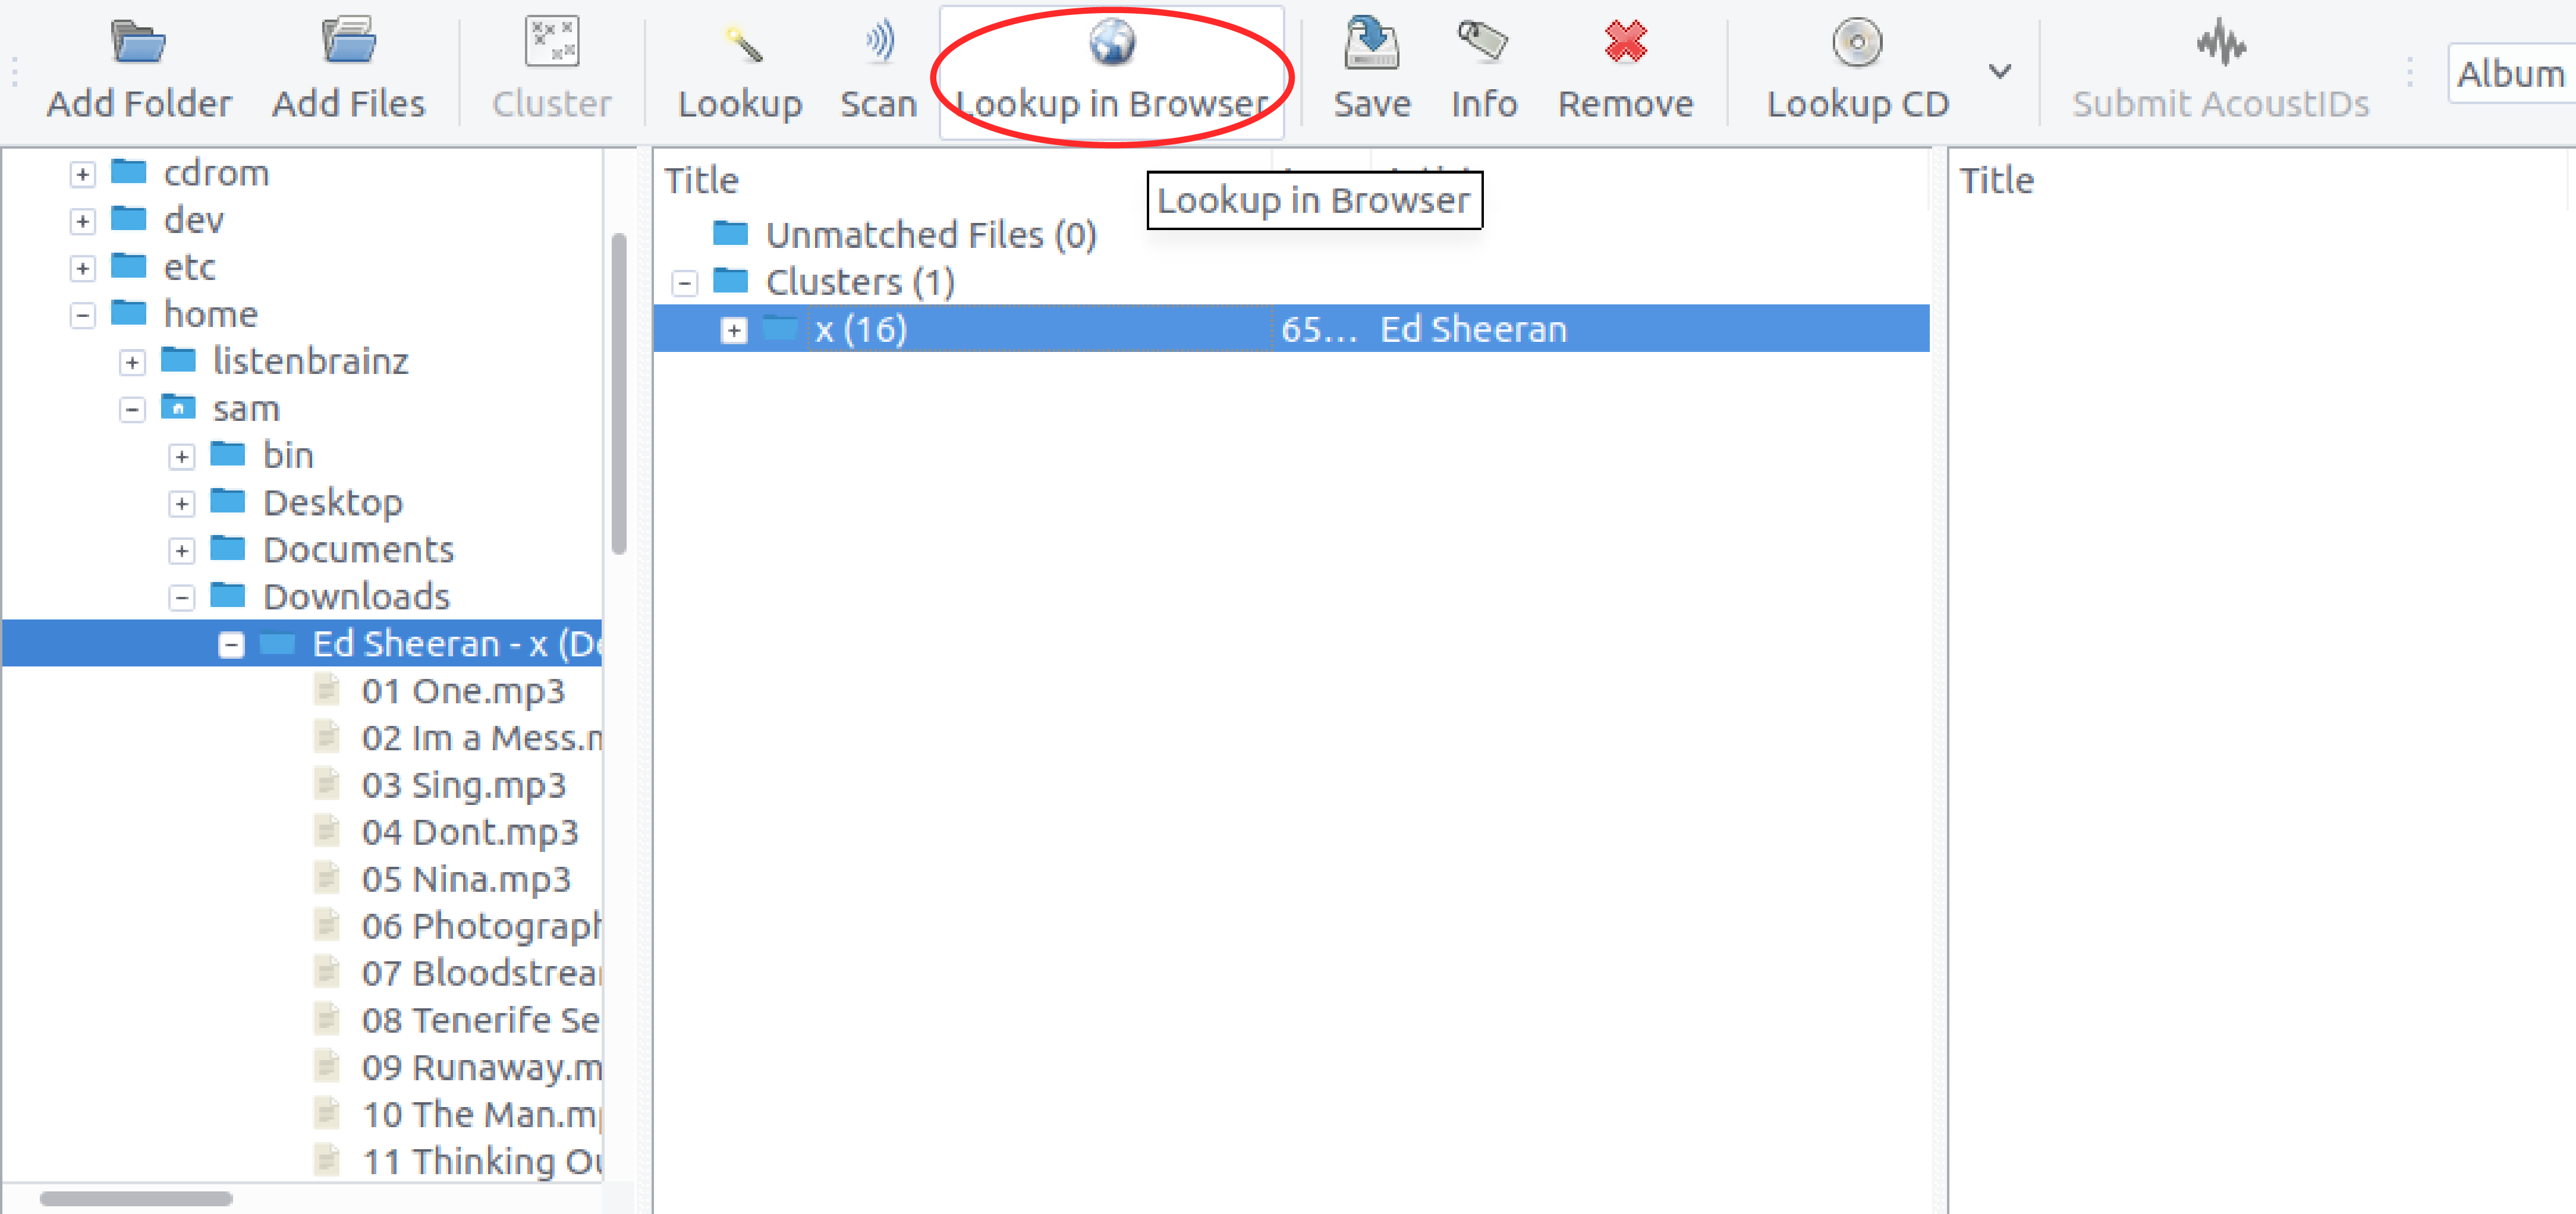 Add Folder Add Files Cluster Lookup Scan Lookup in Browser Save Info Remove Lookup CD Submit AcoustIDs Album
cdrom
dev
etc
home
listenbrainz
sam
bin
Desktop
Documents
Downloads
Ed Sheeran - x (De
01 One.mp3
02 Im a Mess.m
03 Sing.mp3
04 Dont.mp3
05 Nina.mp3
06 Photograph
07 Bloodstrea
08 Tenerife Se
09 Runaway.m
10 The Man.mp
11 Thinking Ou
Title
Lookup in Browser
Unmatched Files (0)
Clusters (1)
x (16) 65... Ed Sheeran
Title